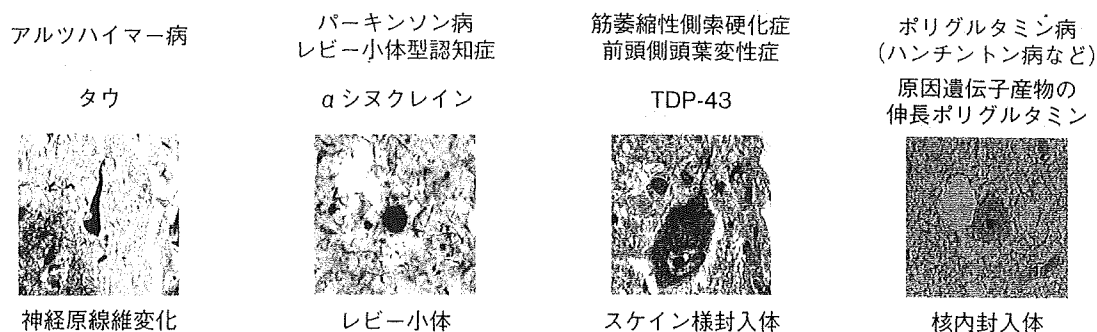 アルツハイマー病
タウ
神経原線維変化
パーキンソン病
レビー小体型認知症
αシヌクレイン
レビー小体
筋萎縮性側索硬化症
前頭側頭葉変性症
TDP-43
スケイン様封入体
ポリグルタミン病
(ハンチントン病など)
原因遺伝子産物の
伸長ポリグルタミン
核内封入体